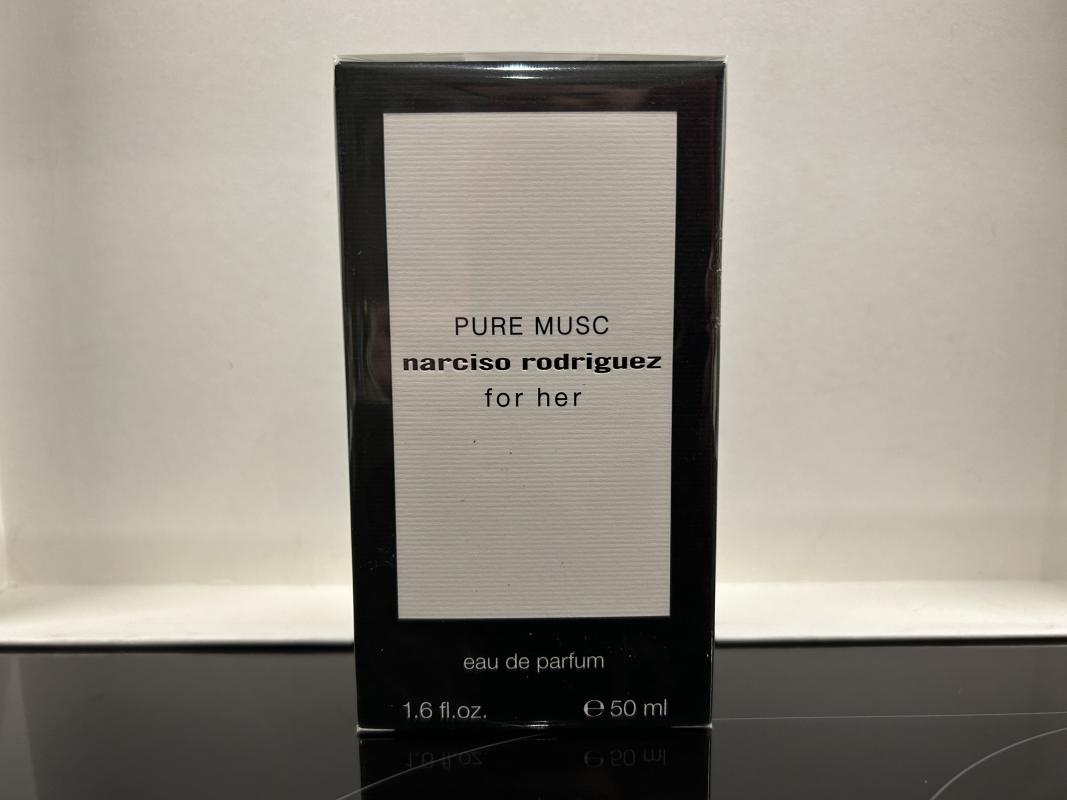 PURE MUSC
narciso rodriguez
for her
eau de parfum
1.6 fl.oz. ℮ 50 ml